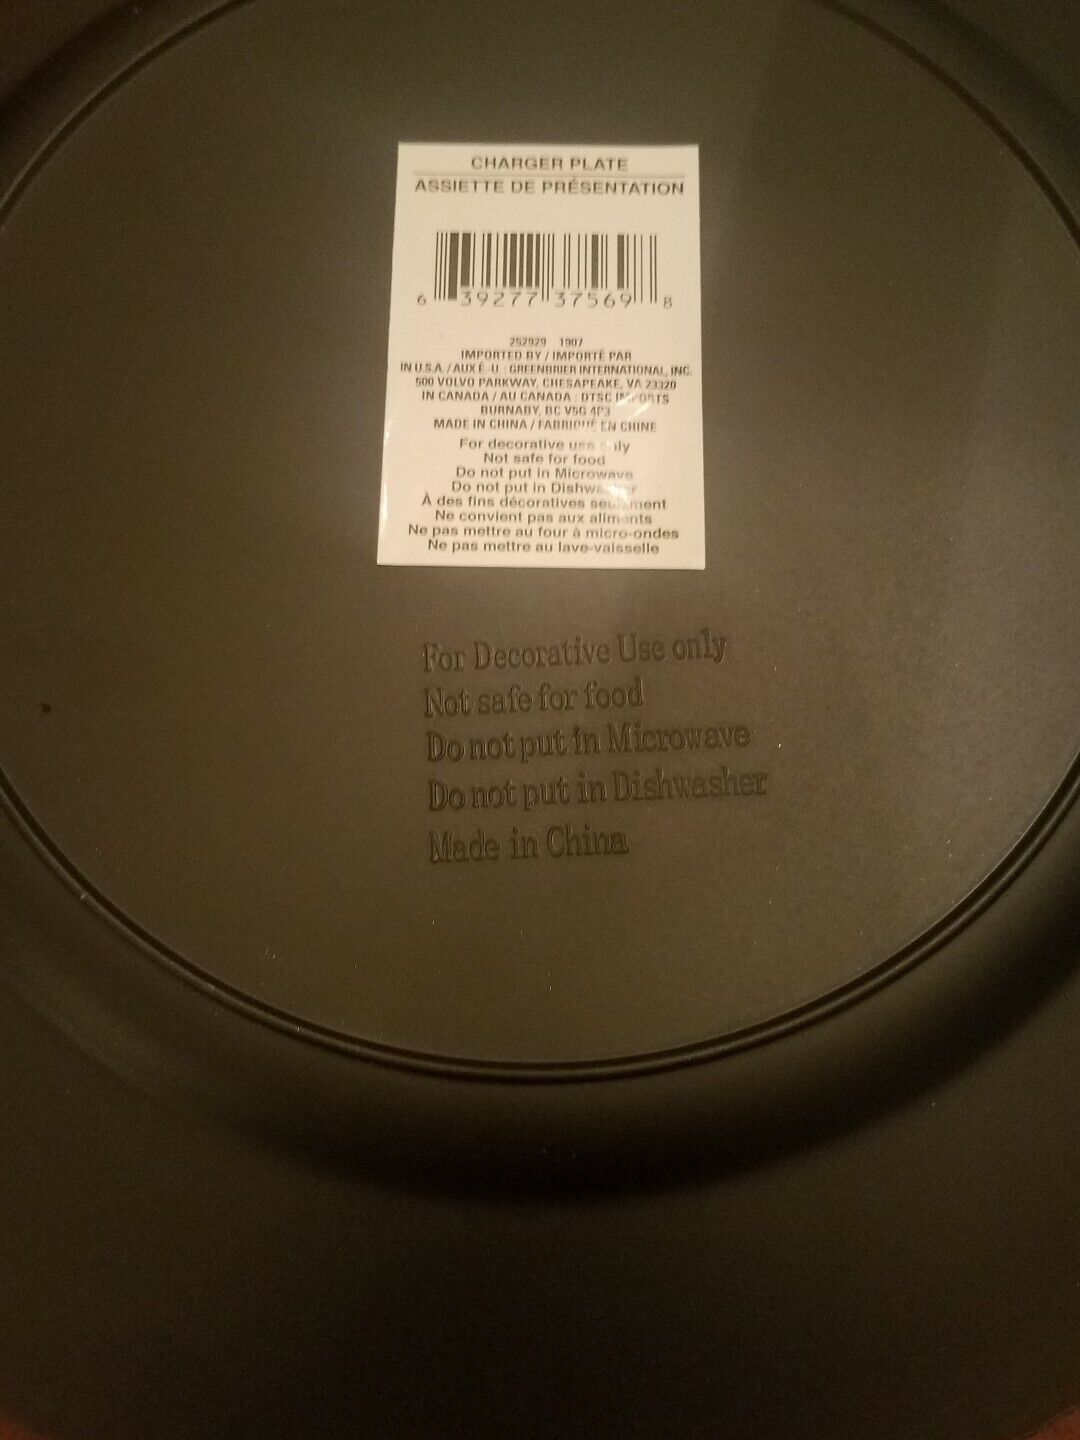 CHARGER PLATE
ASSIETTE DE PRÉSENTATION
6 39277 37569 8
252929 1907
IMPORTED BY / IMPORTÉ PAR
IN U.S.A. / AUX É.-U. : GREENBRIER INTERNATIONAL, INC.
500 VOLVO PARKWAY, CHESAPEAKE, VA 23320
IN CANADA / AU CANADA : DTSC IMPORTS
BURNABY, BC V5G 4P3
MADE IN CHINA / FABRIQUÉ EN CHINE
For decorative use only
Not safe for food
Do not put in Microwave
Do not put in Dishwasher
À des fins décoratives seulement
Ne convient pas aux aliments
Ne pas mettre au four à micro-ondes
Ne pas mettre au lave-vaisselle
For Decorative Use only
Not safe for food
Do not put in Microwave
Do not put in Dishwasher
Made in China